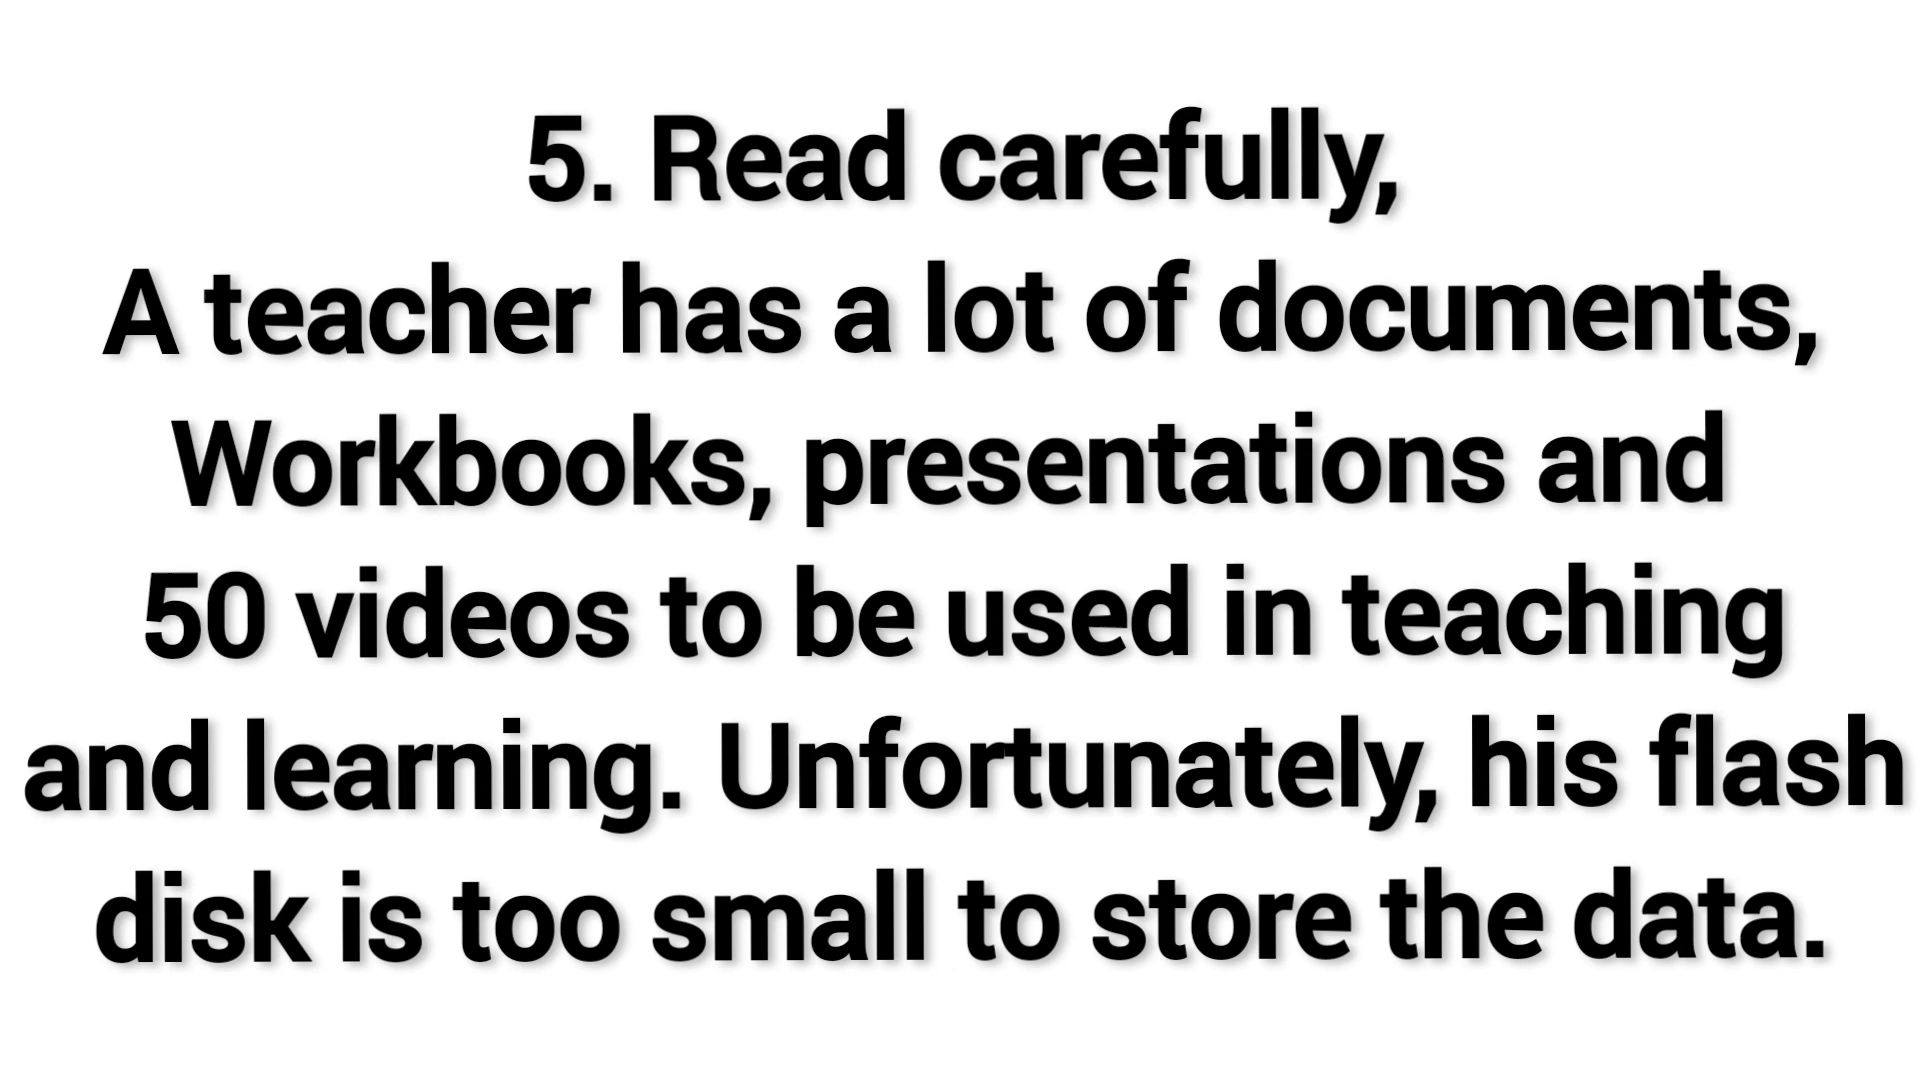 5. Read carefully,
A teacher has a lot of documents,
Workbooks, presentations and
50 videos to be used in teaching
and learning. Unfortunately, his flash
disk is too small to store the data.